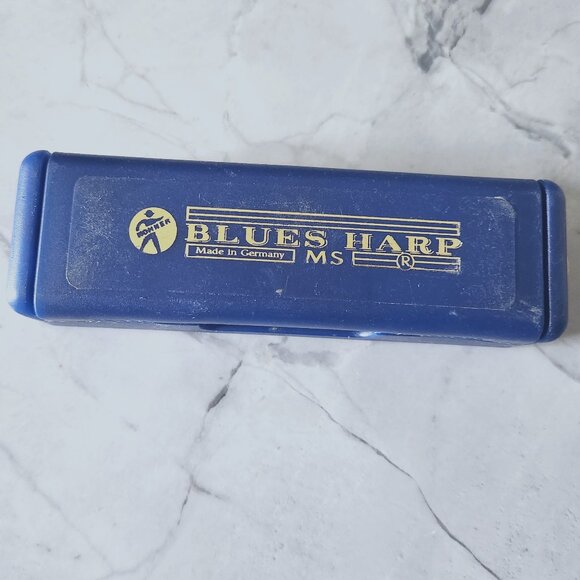 HOHNER
BLUES HARP
Made in Germany MS ®